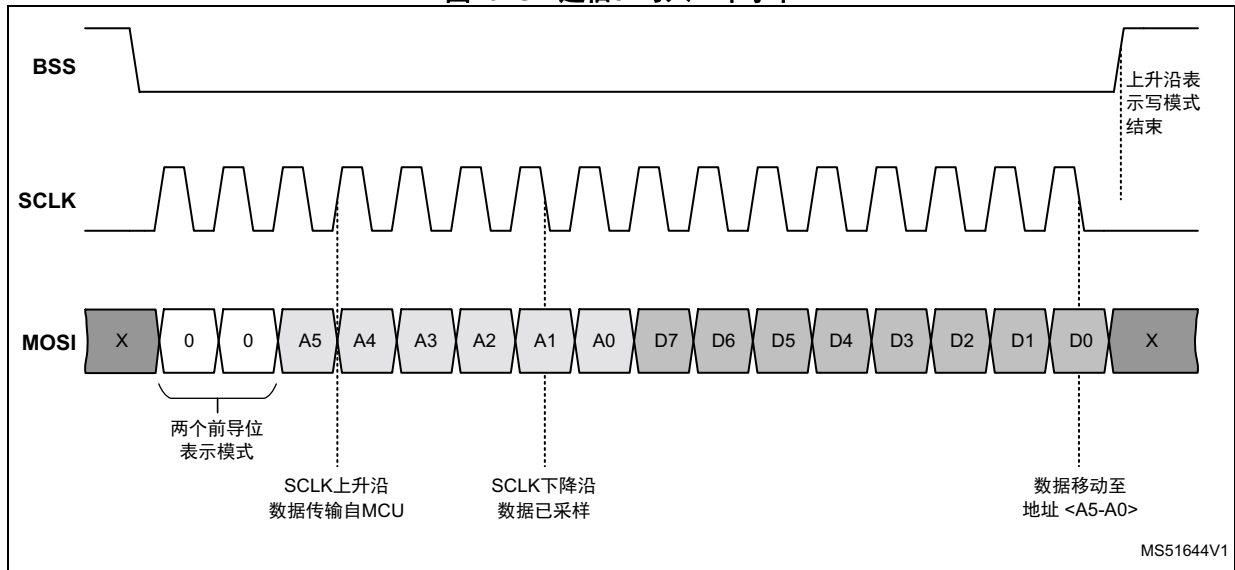 BSS
上升沿表
示写模式
结束
SCLK
MOSI
X 0 0 A5 A4 A3 A2 A1 A0 D7 D6 D5 D4 D3 D2 D1 D0 X
两个前导位
表示模式
SCLK上升沿
数据传输自MCU
SCLK下降沿
数据已采样
数据移动至
地址 <A5-A0>
MS51644V1